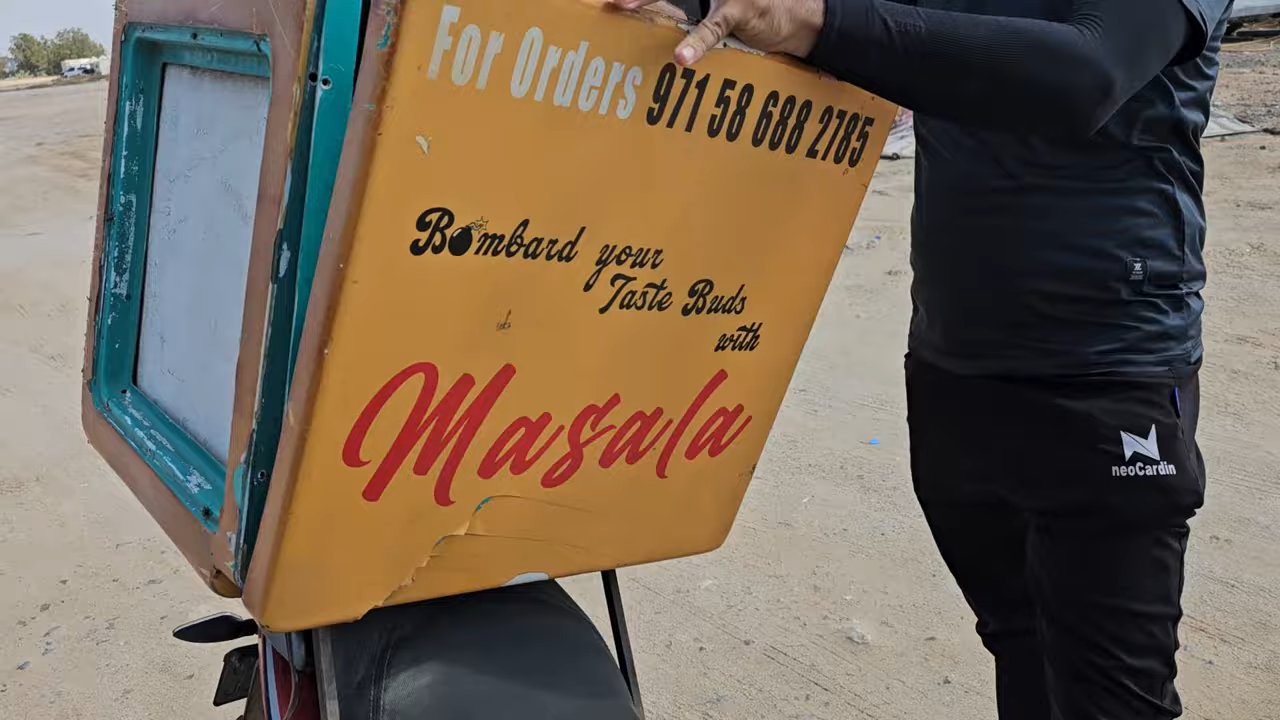 For Orders 971 58 688 2785
Bombard your
Taste Buds
with
Masala
neoCardin